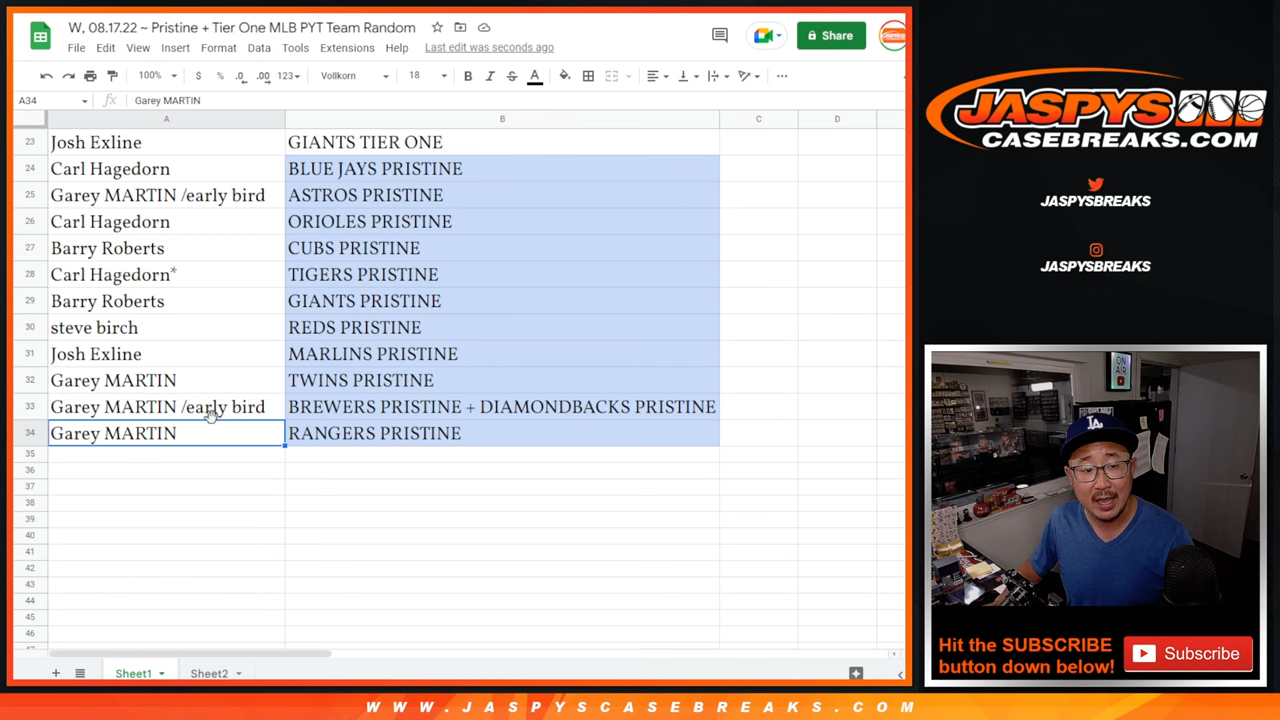 W, 08.17.22 ~ Pristine + Tier One MLB PYT Team Random
File Edit View Insert Format Data Tools Extensions Help Last edit was seconds ago
Share
100% $ % .0 .00 123 Vollkorn 18 B I S A
A34 fx Garey MARTIN
A B C D
23 Josh Exline GIANTS TIER ONE
24 Carl Hagedorn BLUE JAYS PRISTINE
25 Garey MARTIN /early bird ASTROS PRISTINE
26 Carl Hagedorn ORIOLES PRISTINE
27 Barry Roberts CUBS PRISTINE
28 Carl Hagedorn* TIGERS PRISTINE
29 Barry Roberts GIANTS PRISTINE
30 steve birch REDS PRISTINE
31 Josh Exline MARLINS PRISTINE
32 Garey MARTIN TWINS PRISTINE
33 Garey MARTIN /early bird BREWERS PRISTINE + DIAMONDBACKS PRISTINE
34 Garey MARTIN RANGERS PRISTINE
35
36
37
38
39
40
41
42
43
44
45
46
Sheet1 Sheet2
JASPYS
CASEBREAKS.COM
JASPYSBREAKS
JASPYSBREAKS
ON AIR
LA
Hit the SUBSCRIBE
button down below!
Subscribe
WWW.JASPYSCASEBREAKS.COM